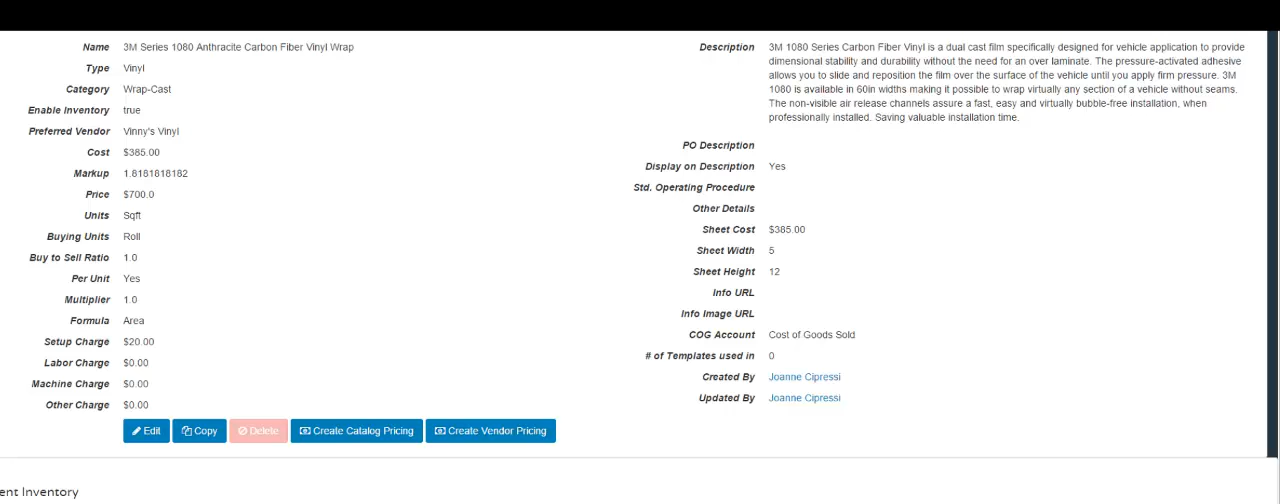 Name 3M Series 1080 Anthracite Carbon Fiber Vinyl Wrap
Type Vinyl
Category Wrap-Cast
Enable Inventory true
Preferred Vendor Vinny's Vinyl
Cost $385.00
Markup 1.8181818182
Price $700.0
Units Sqft
Buying Units Roll
Buy to Sell Ratio 1.0
Per Unit Yes
Multiplier 1.0
Formula Area
Setup Charge $20.00
Labor Charge $0.00
Machine Charge $0.00
Other Charge $0.00
Description 3M 1080 Series Carbon Fiber Vinyl is a dual cast film specifically designed for vehicle application to provide
dimensional stability and durability without the need for an over laminate. The pressure-activated adhesive
allows you to slide and reposition the film over the surface of the vehicle until you apply firm pressure. 3M
1080 is available in 60in widths making it possible to wrap virtually any section of a vehicle without seams.
The non-visible air release channels assure a fast, easy and virtually bubble-free installation, when
professionally installed. Saving valuable installation time.
PO Description
Display on Description Yes
Std. Operating Procedure
Other Details
Sheet Cost $385.00
Sheet Width 5
Sheet Height 12
Info URL
Info Image URL
COG Account Cost of Goods Sold
# of Templates used in 0
Created By Joanne Cipressi
Updated By Joanne Cipressi
Edit Copy Delete Create Catalog Pricing Create Vendor Pricing
ent Inventory